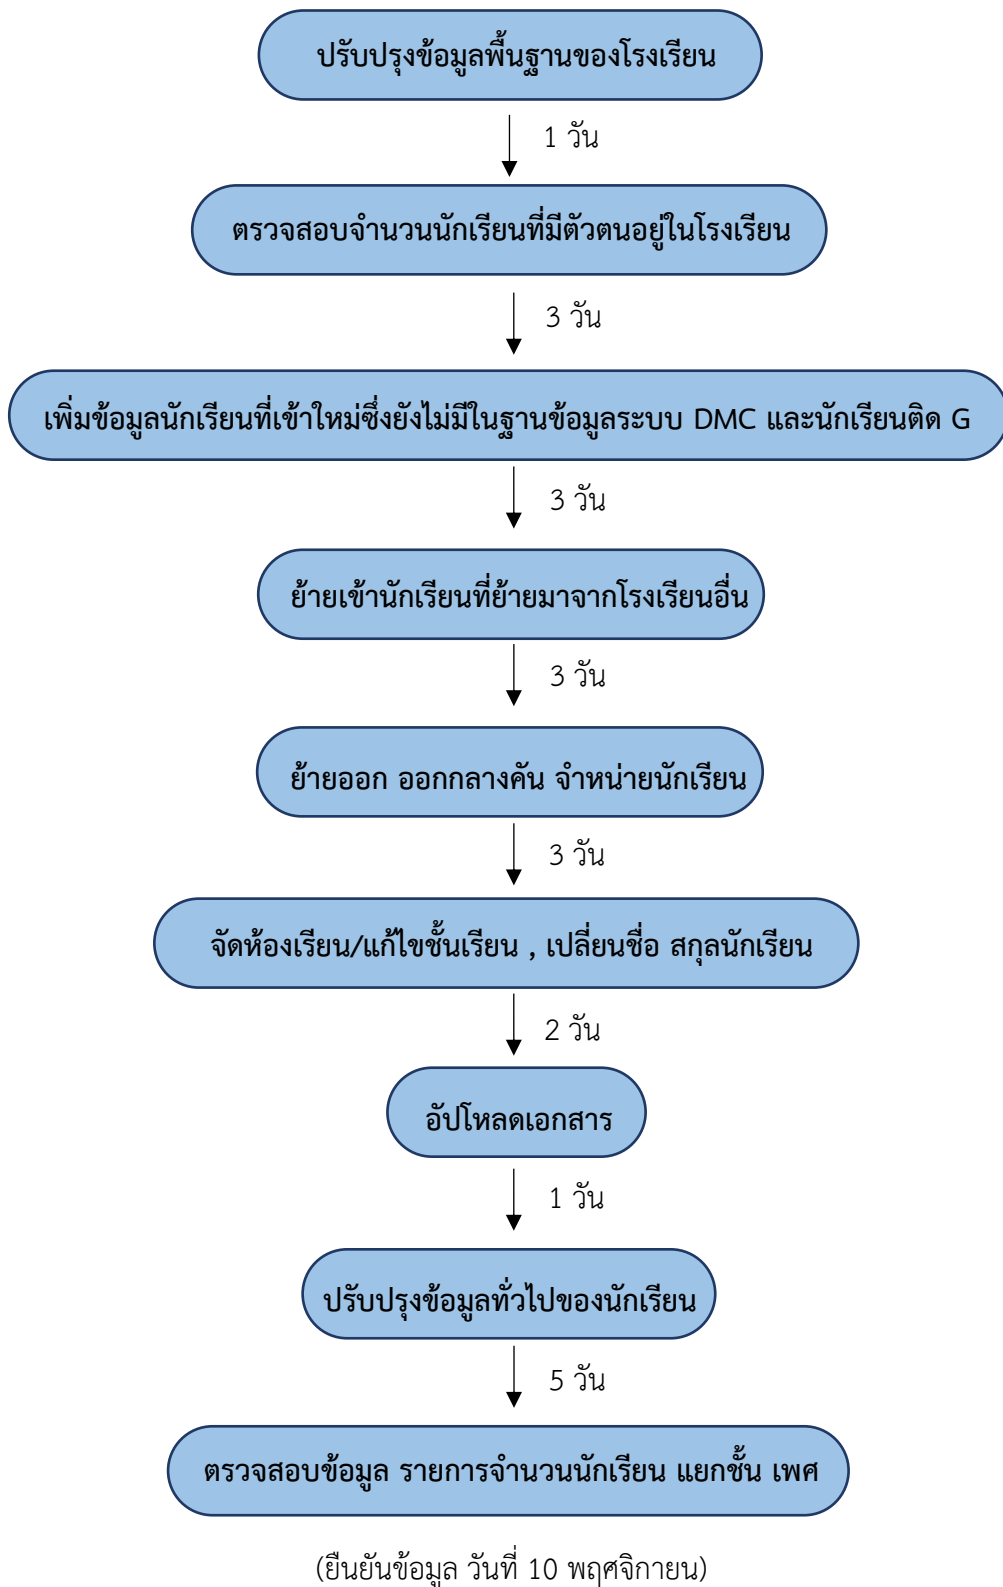 ปรับปรุงข้อมูลพื้นฐานของโรงเรียน
1 วัน
ตรวจสอบจำนวนนักเรียนที่มีตัวตนอยู่ในโรงเรียน
3 วัน
เพิ่มข้อมูลนักเรียนที่เข้าใหม่ซึ่งยังไม่มีในฐานข้อมูลระบบ DMC และนักเรียนติด G
3 วัน
ย้ายเข้านักเรียนที่ย้ายมาจากโรงเรียนอื่น
3 วัน
ย้ายออก ออกกลางคัน จำหน่ายนักเรียน
3 วัน
จัดห้องเรียน/แก้ไขชั้นเรียน , เปลี่ยนชื่อ สกุลนักเรียน
2 วัน
อัปโหลดเอกสาร
1 วัน
ปรับปรุงข้อมูลทั่วไปของนักเรียน
5 วัน
ตรวจสอบข้อมูล รายการจำนวนนักเรียน แยกชั้น เพศ
(ยืนยันข้อมูล วันที่ 10 พฤศจิกายน)